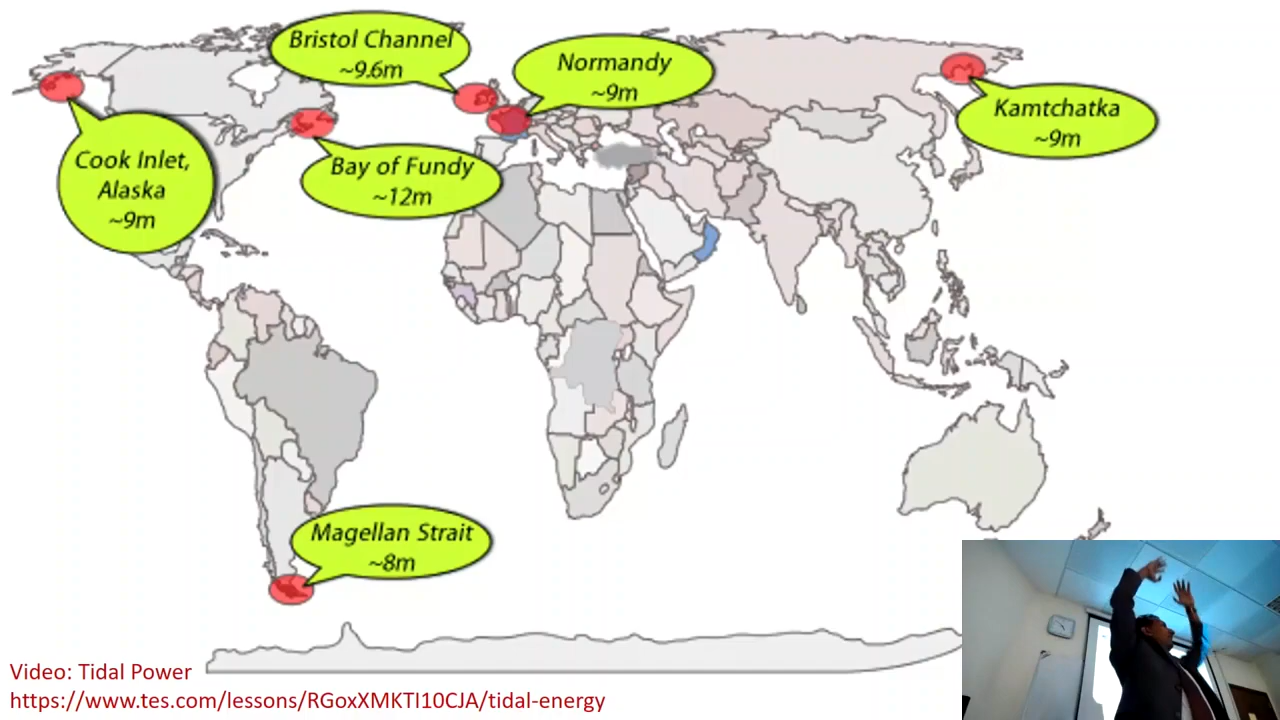 Bristol Channel
~9.6m
Normandy
~9m
Kamtchatka
~9m
Cook Inlet,
Alaska
~9m
Bay of Fundy
~12m
Magellan Strait
~8m
Video: Tidal Power
https://www.tes.com/lessons/RGoxXMKTI10CJA/tidal-energy